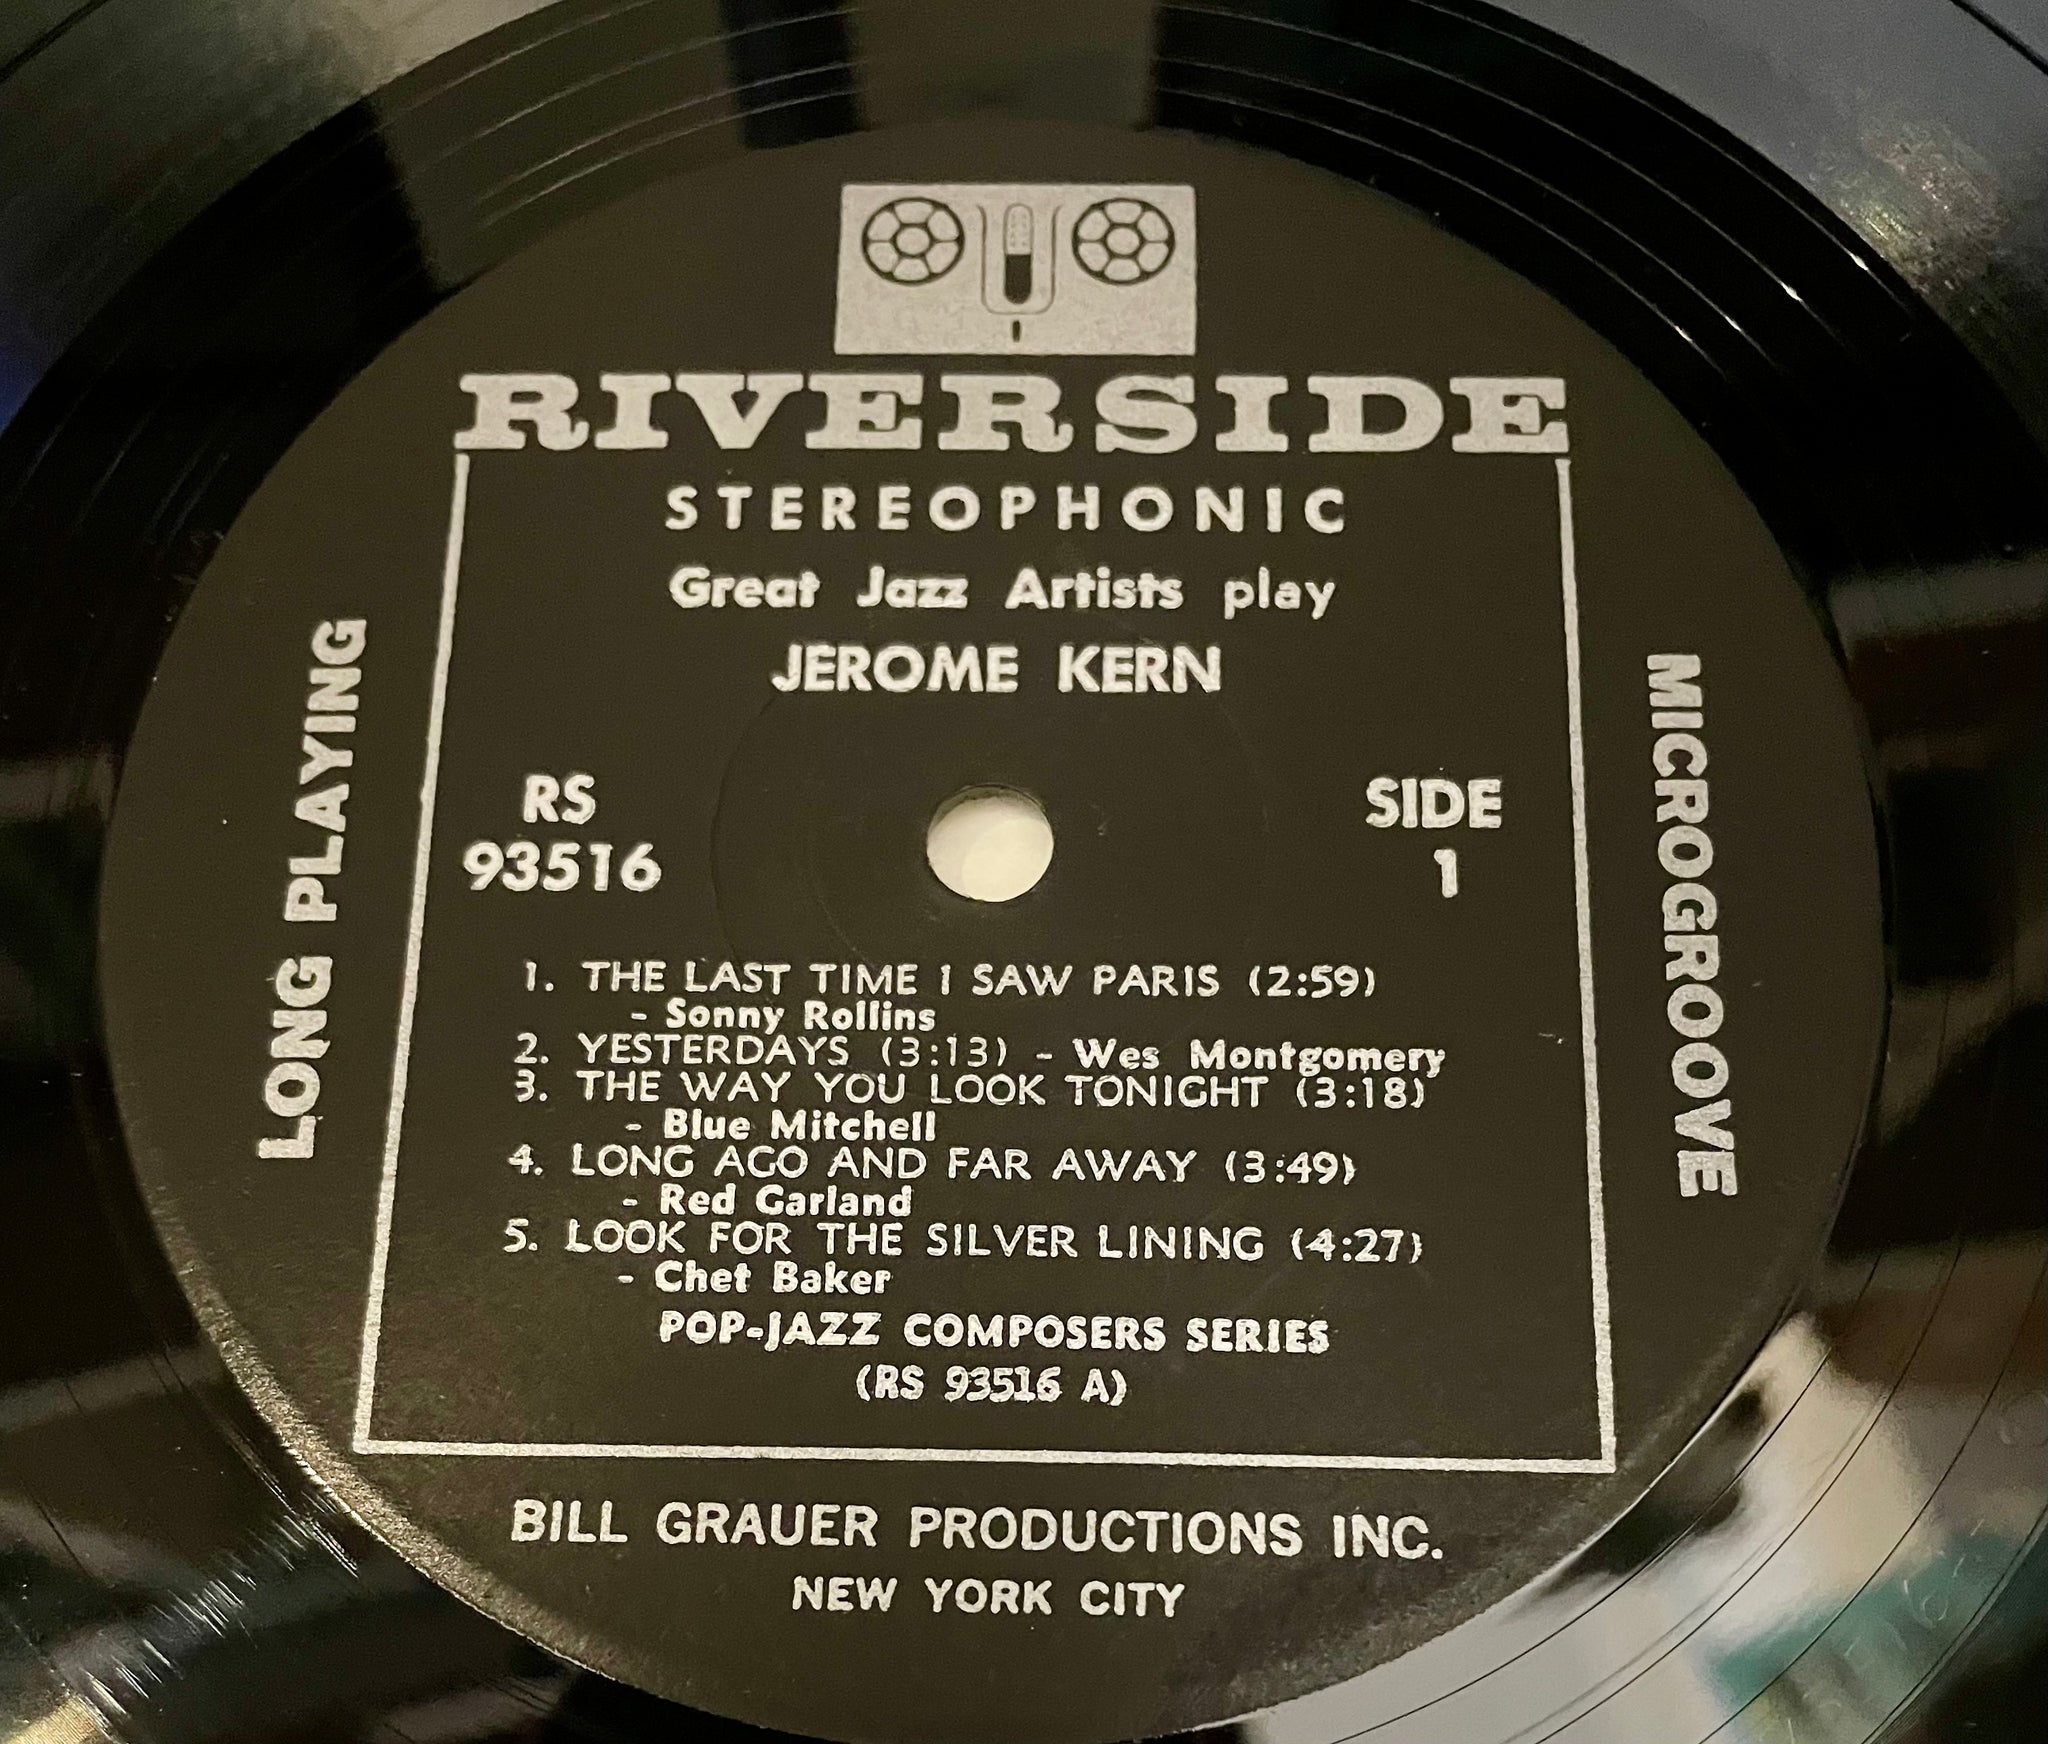 RIVERSIDE
STEREOPHONIC
Great Jazz Artists play
JEROME KERN
RS
93516
SIDE
1
LONG PLAYING
MICROGROOVE
1. THE LAST TIME I SAW PARIS (2:59)
- Sonny Rollins
2. YESTERDAYS (3:13) - Wes Montgomery
3. THE WAY YOU LOOK TONIGHT (3:18)
- Blue Mitchell
4. LONG AGO AND FAR AWAY (3:49)
- Red Garland
5. LOOK FOR THE SILVER LINING (4:27)
- Chet Baker
POP-JAZZ COMPOSERS SERIES
(RS 93516 A)
BILL GRAUER PRODUCTIONS INC.
NEW YORK CITY